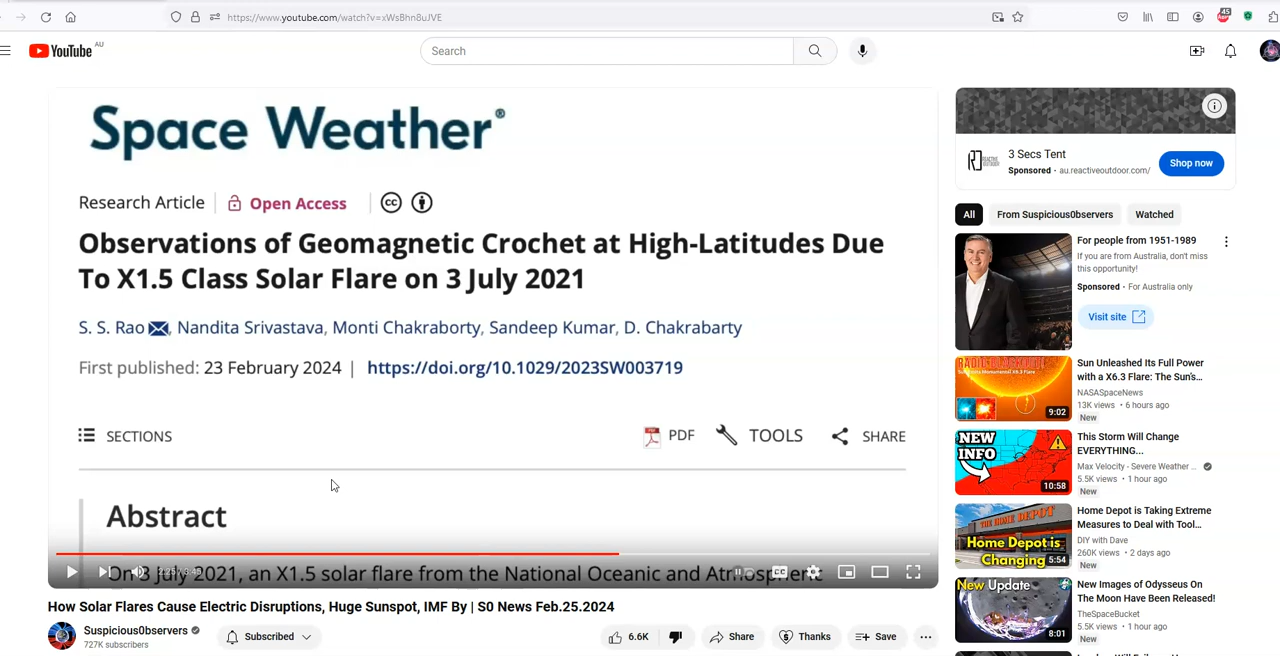 https://www.youtube.com/watch?v=xWsBhn8uJVE
45
YouTube AU
Search
Space Weather®
Research Article | Open Access
Observations of Geomagnetic Crochet at High-Latitudes Due
To X1.5 Class Solar Flare on 3 July 2021
S. S. Rao, Nandita Srivastava, Monti Chakraborty, Sandeep Kumar, D. Chakrabarty
First published: 23 February 2024 | https://doi.org/10.1029/2023SW003719
SECTIONS
PDF TOOLS SHARE
Abstract
On 3 July 2021, an X1.5 solar flare from the National Oceanic and Atmospheric
2:25 / 3:45
How Solar Flares Cause Electric Disruptions, Huge Sunspot, IMF By | S0 News Feb.25.2024
Suspicious0bservers
727K subscribers
Subscribed
6.6K
Share
Thanks
Save
3 Secs Tent
Sponsored · au.reactiveoutdoor.com/
Shop now
All
From Suspicious0bservers
Watched
For people from 1951-1989
If you are from Australia, don't miss
this opportunity!
Sponsored · For Australia only
Visit site
9:02
Sun Unleashed Its Full Power
with a X6.3 Flare: The Sun's...
NASASpaceNews
13K views · 6 hours ago
New
NEW
INFO
10:58
This Storm Will Change
EVERYTHING...
Max Velocity - Severe Weather ...
5.5K views · 1 hour ago
New
THE HOME DEPOT
Home Depot is
Changing
5:54
Home Depot is Taking Extreme
Measures to Deal with Tool...
DIY with Dave
260K views · 2 days ago
New
New Update
8:01
New Images of Odysseus On
The Moon Have Been Released!
TheSpaceBucket
5.5K views · 1 hour ago
New